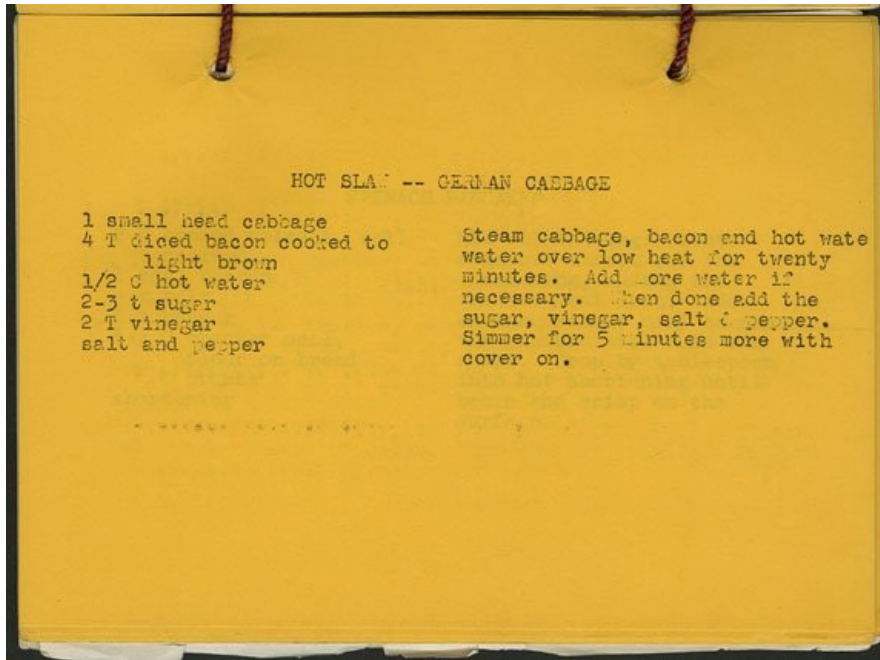 HOT SLAW -- GERMAN CABBAGE
1 small head cabbage
4 T diced bacon cooked to
light brown
1/2 C hot water
2-3 t sugar
2 T vinegar
salt and pepper
Steam cabbage, bacon and hot wate
water over low heat for twenty
minutes. Add more water if
necessary. When done add the
sugar, vinegar, salt & pepper.
Simmer for 5 minutes more with
cover on.